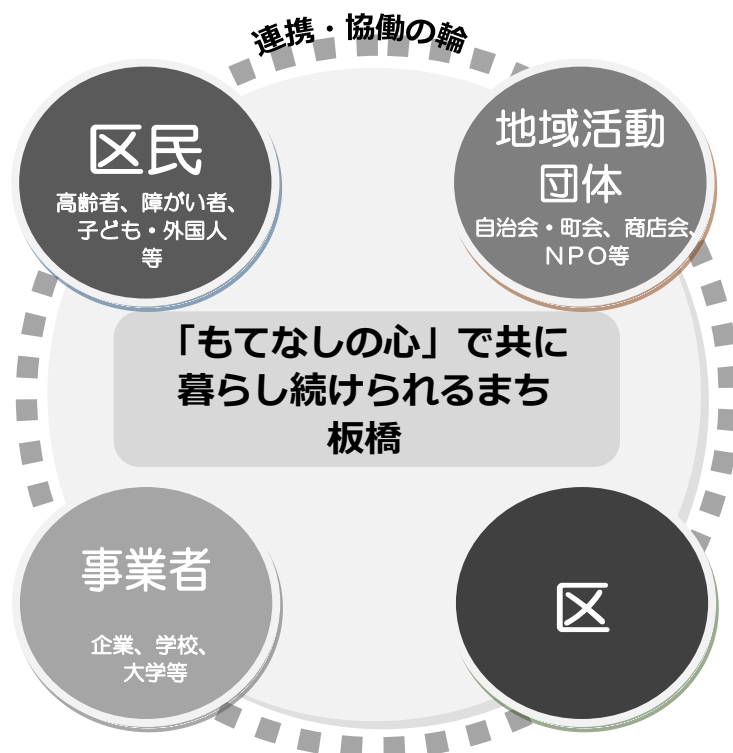 連携・協働の輪
区民
高齢者、障がい者、
子ども・外国人
等
地域活動
団体
自治会・町会、商店会、
ＮＰＯ等
「もてなしの心」で共に
暮らし続けられるまち
板橋
事業者
企業、学校、
大学等
区